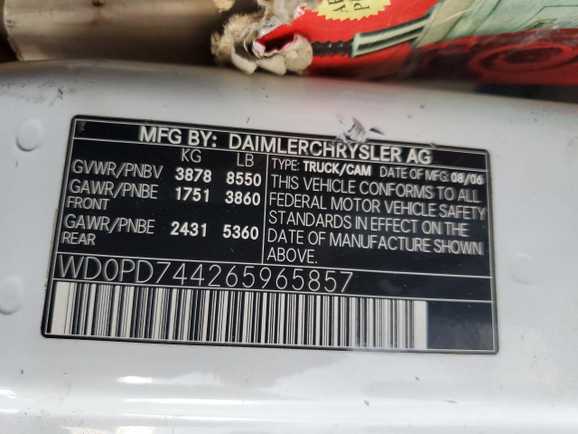 MFG BY: DAIMLERCHRYSLER AG
KG LB
GVWR/PNBV 3878 8550
GAWR/PNBE 1751 3860
FRONT
GAWR/PNBE 2431 5360
REAR
TYPE: TRUCK/CAM DATE OF MFG. 08/06
THIS VEHICLE CONFORMS TO ALL
FEDERAL MOTOR VEHICLE SAFETY
STANDARDS IN EFFECT ON THE
DATE OF MANUFACTURE SHOWN
ABOVE.
WD0PD744265965857